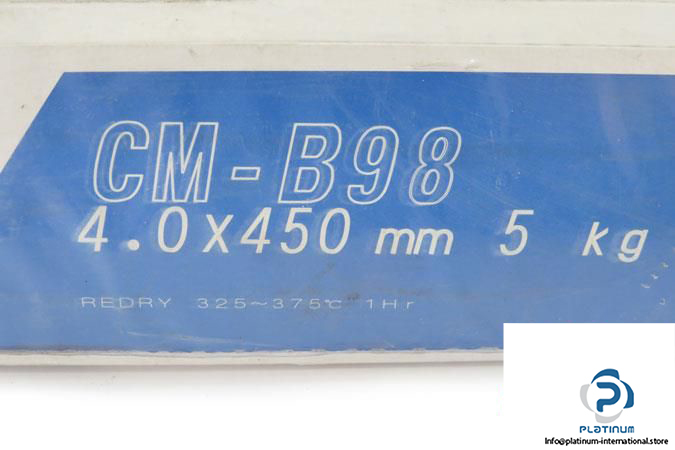 CM-B98
4.0x450 mm 5 kg
REDRY 325~375℃ 1Hr
P
PLATINUM
Info@platinum-international.store